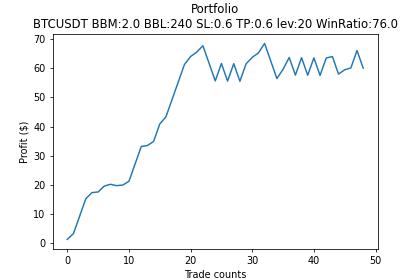 Portfolio
BTCUSDT BBM:2.0 BBL:240 SL:0.6 TP:0.6 lev:20 WinRatio:76.0
70
60
50
40
30
20
10
0
Profit ($)
0 10 20 30 40 50
Trade counts